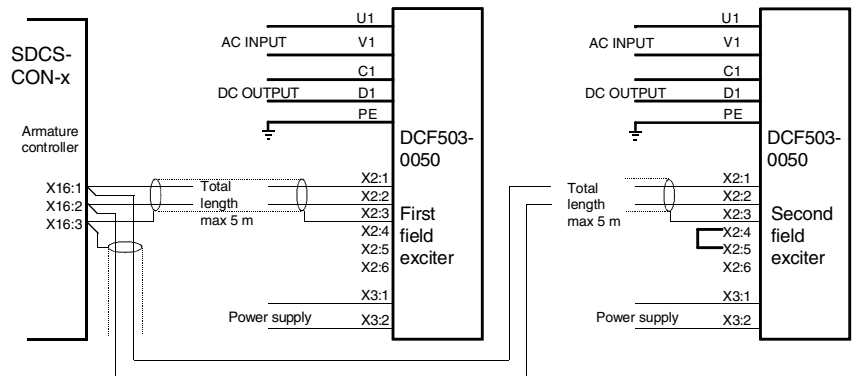 SDCS-
CON-x
Armature
controller
X16:1
X16:2
X16:3
U1
AC INPUT
V1
C1
DC OUTPUT
D1
PE
DCF503-
0050
X2:1
X2:2
X2:3
X2:4
X2:5
X2:6
First
field
exciter
Total
length
max 5 m
X3:1
Power supply
X3:2
U1
AC INPUT
V1
C1
DC OUTPUT
D1
PE
DCF503-
0050
X2:1
X2:2
X2:3
X2:4
X2:5
X2:6
Second
field
exciter
Total
length
max 5 m
X3:1
Power supply
X3:2